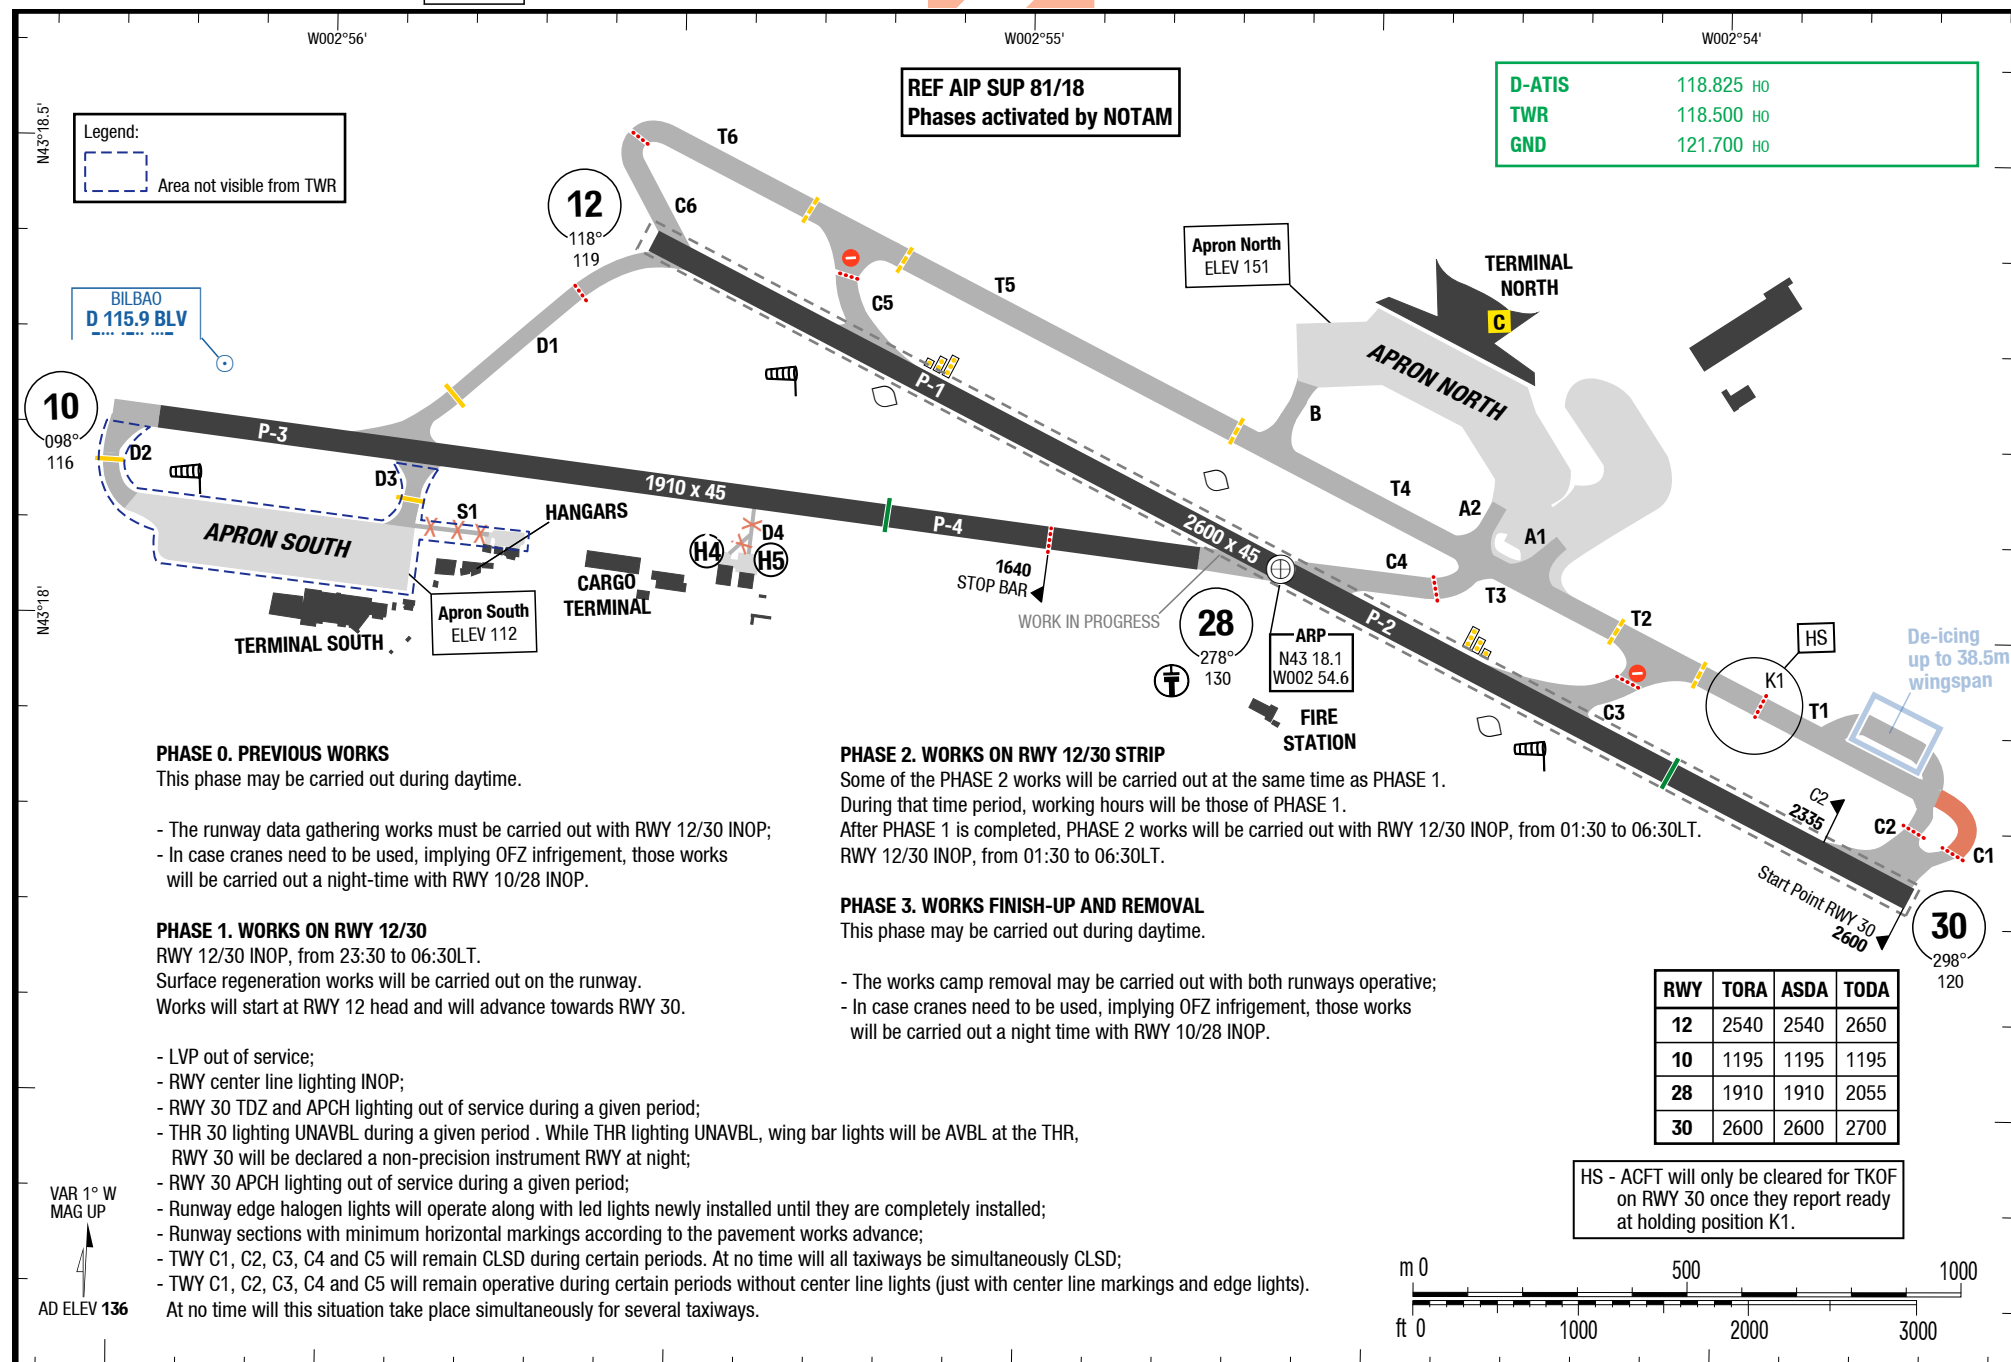 W002°56'
W002°55'
W002°54'
N43°18.5'
N43°18'
Legend:
Area not visible from TWR
REF AIP SUP 81/18
Phases activated by NOTAM
D-ATIS 118.825 HO
TWR 118.500 HO
GND 121.700 HO
BILBAO
D 115.9 BLV
12
118°
119
T6
C6
C5
T5
D1
Apron North
ELEV 151
TERMINAL
NORTH
C
APRON NORTH
10
098°
116
P-3
D2
D3
S1
HANGARS
APRON SOUTH
1910 x 45
P-4
P-1
B
T4
A2
A1
2600 x 45
C4
T3
T2
D4
H4
H5
CARGO
TERMINAL
TERMINAL SOUTH
Apron South
ELEV 112
1640
STOP BAR
WORK IN PROGRESS
28
278°
130
T
ARP
N43 18.1
W002 54.6
FIRE
STATION
P-2
C3
HS
K1
T1
De-icing
up to 38.5m
wingspan
C2
2335
C2
C1
Start Point RWY 30
2600
30
298°
120
PHASE 0. PREVIOUS WORKS
This phase may be carried out during daytime.
- The runway data gathering works must be carried out with RWY 12/30 INOP;
- In case cranes need to be used, implying OFZ infrigement, those works
will be carried out a night-time with RWY 10/28 INOP.
PHASE 1. WORKS ON RWY 12/30
RWY 12/30 INOP, from 23:30 to 06:30LT.
Surface regeneration works will be carried out on the runway.
Works will start at RWY 12 head and will advance towards RWY 30.
- LVP out of service;
- RWY center line lighting INOP;
- RWY 30 TDZ and APCH lighting out of service during a given period;
- THR 30 lighting UNAVBL during a given period . While THR lighting UNAVBL, wing bar lights will be AVBL at the THR,
RWY 30 will be declared a non-precision instrument RWY at night;
- RWY 30 APCH lighting out of service during a given period;
- Runway edge halogen lights will operate along with led lights newly installed until they are completely installed;
- Runway sections with minimum horizontal markings according to the pavement works advance;
- TWY C1, C2, C3, C4 and C5 will remain CLSD during certain periods. At no time will all taxiways be simultaneously CLSD;
- TWY C1, C2, C3, C4 and C5 will remain operative during certain periods without center line lights (just with center line markings and edge lights).
At no time will this situation take place simultaneously for several taxiways.
PHASE 2. WORKS ON RWY 12/30 STRIP
Some of the PHASE 2 works will be carried out at the same time as PHASE 1.
During that time period, working hours will be those of PHASE 1.
After PHASE 1 is completed, PHASE 2 works will be carried out with RWY 12/30 INOP, from 01:30 to 06:30LT.
RWY 12/30 INOP, from 01:30 to 06:30LT.
PHASE 3. WORKS FINISH-UP AND REMOVAL
This phase may be carried out during daytime.
- The works camp removal may be carried out with both runways operative;
- In case cranes need to be used, implying OFZ infrigement, those works
will be carried out a night time with RWY 10/28 INOP.
RWY TORA ASDA TODA
12 2540 2540 2650
10 1195 1195 1195
28 1910 1910 2055
30 2600 2600 2700
HS - ACFT will only be cleared for TKOF
on RWY 30 once they report ready
at holding position K1.
VAR 1° W
MAG UP
AD ELEV 136
m 0 500 1000
ft 0 1000 2000 3000